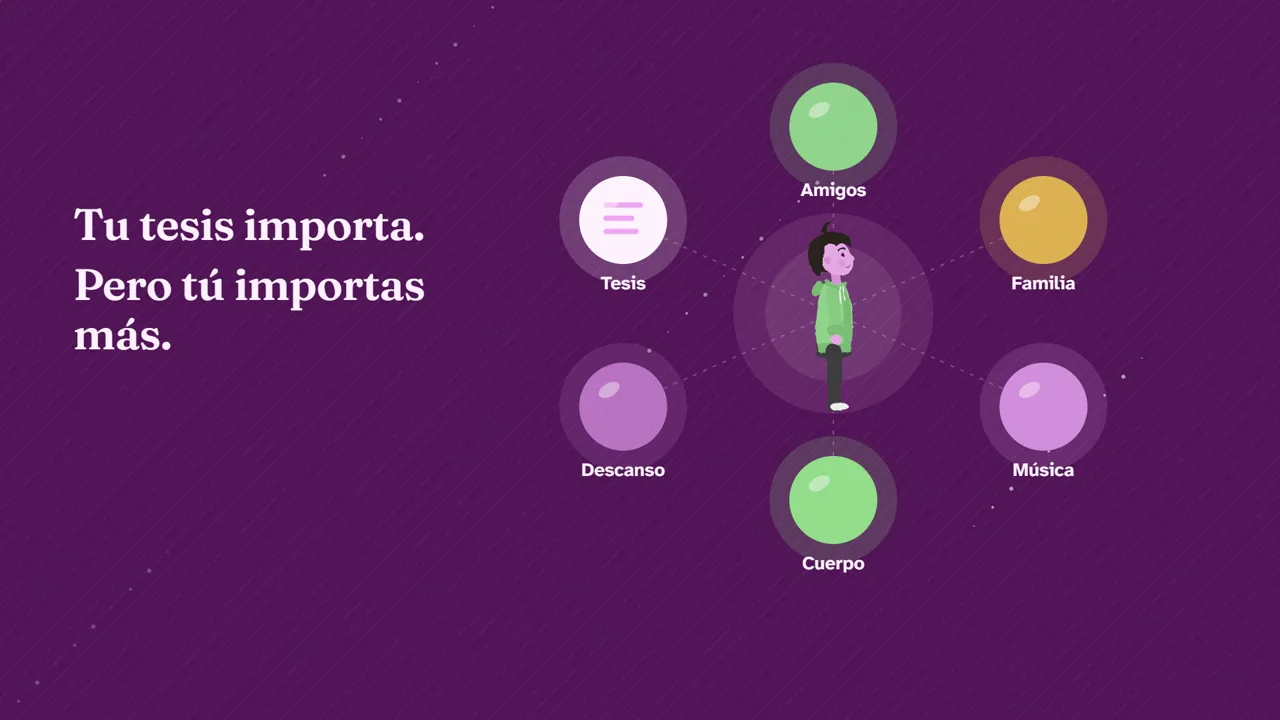 Tu tesis importa.
Pero tú importas
más.
Amigos
Tesis
Familia
Descanso
Música
Cuerpo